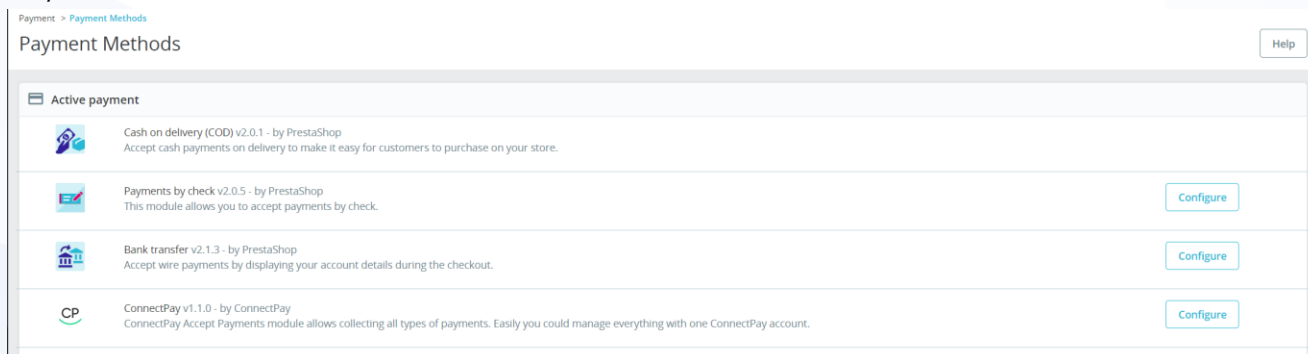 Payment > Payment Methods
Payment Methods
Help
Active payment
Cash on delivery (COD) v2.0.1 - by PrestaShop
Accept cash payments on delivery to make it easy for customers to purchase on your store.
Payments by check v2.0.5 - by PrestaShop
This module allows you to accept payments by check.
Configure
Bank transfer v2.1.3 - by PrestaShop
Accept wire payments by displaying your account details during the checkout.
Configure
CP
ConnectPay v1.1.0 - by ConnectPay
ConnectPay Accept Payments module allows collecting all types of payments. Easily you could manage everything with one ConnectPay account.
Configure